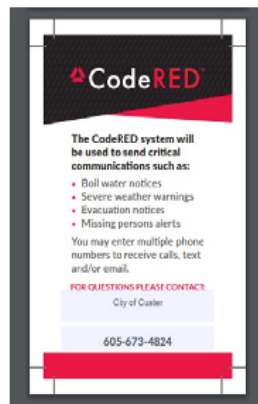 CodeRED™
The CodeRED system will
be used to send critical
communications such as:
• Boil water notices
• Severe weather warnings
• Evacuation notices
• Missing persons alerts
You may enter multiple phone
numbers to receive calls, text
and/or email.
FOR QUESTIONS PLEASE CONTACT:
City of Custer
605-673-4824